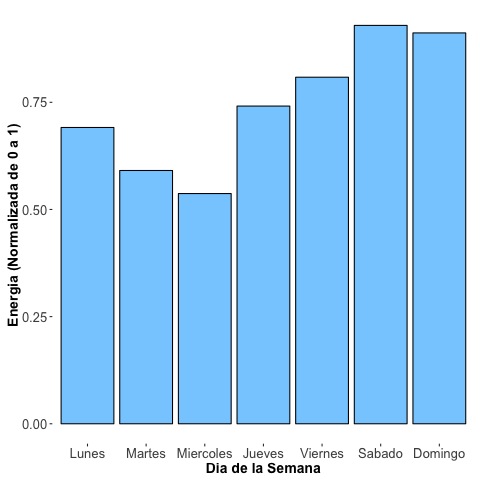 Energia (Normalizada de 0 a 1)
0.75
0.50
0.25
0.00
Lunes Martes Miercoles Jueves Viernes Sabado Domingo
Dia de la Semana